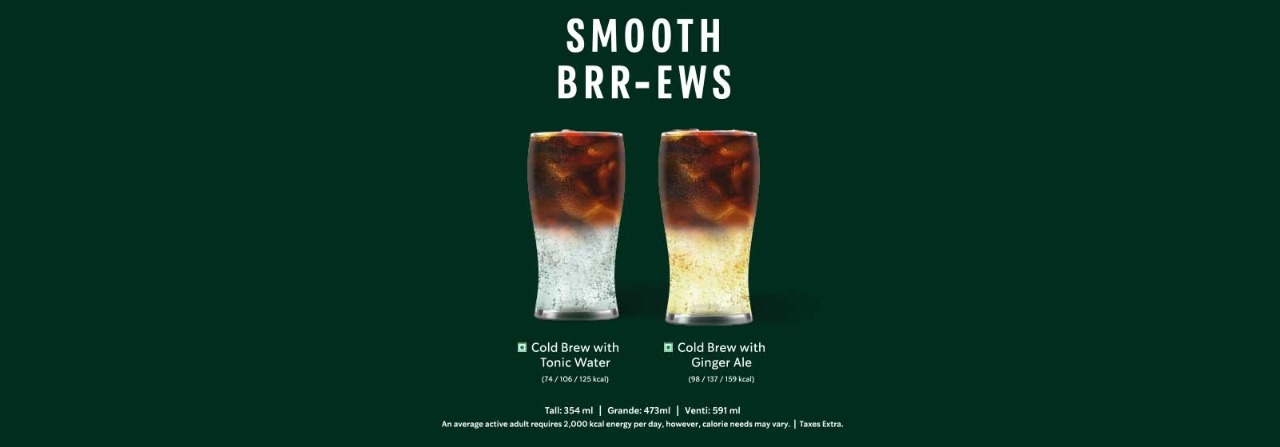 SMOOTH
BRR-EWS
Cold Brew with
Tonic Water
(74 / 106 / 125 kcal)
Cold Brew with
Ginger Ale
(98 / 137 / 159 kcal)
Tall: 354 ml | Grande: 473ml | Venti: 591 ml
An average active adult requires 2,000 kcal energy per day, however, calorie needs may vary. | Taxes Extra.